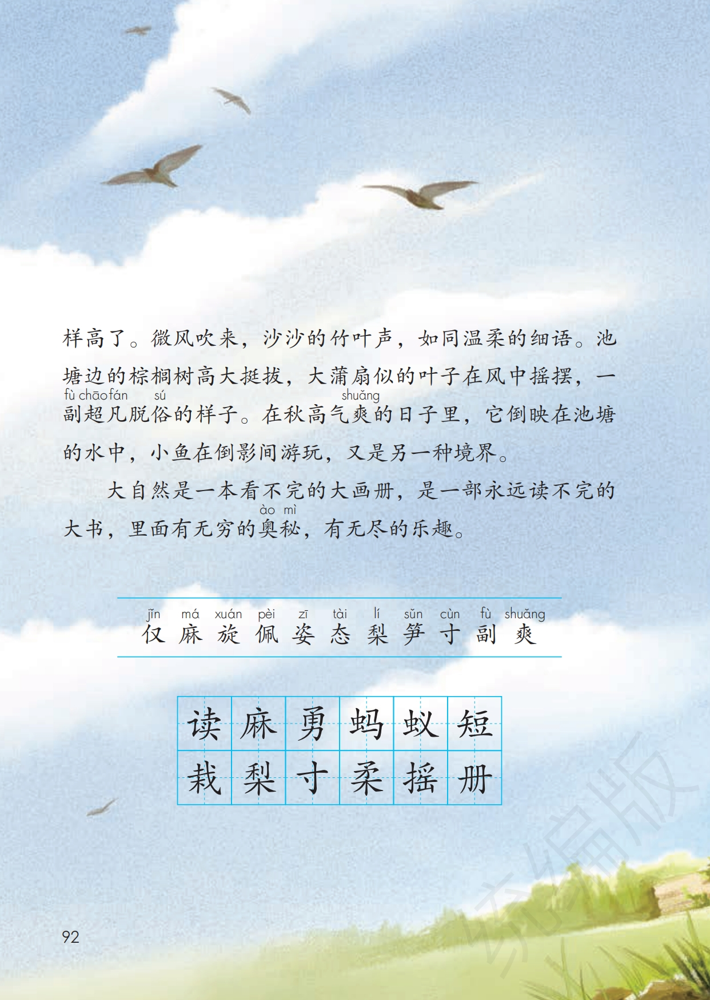 样高了。微风吹来，沙沙的竹叶声，如同温柔的细语。池
塘边的棕榈树高大挺拔，大蒲扇似的叶子在风中摇摆，一
fù chāo fán sú shuǎng
副超凡脱俗的样子。在秋高气爽的日子里，它倒映在池塘
的水中，小鱼在倒影间游玩，又是另一种境界。
大自然是一本看不完的大画册，是一部永远读不完的
ào mì
大书，里面有无穷的奥秘，有无尽的乐趣。
jǐn má xuán pèi zī tài lí sǔn cùn fù shuǎng
仅 麻 旋 佩 姿 态 梨 笋 寸 副 爽
读 麻 勇 蚂 蚁 短
栽 梨 寸 柔 摇 册
统编版
92